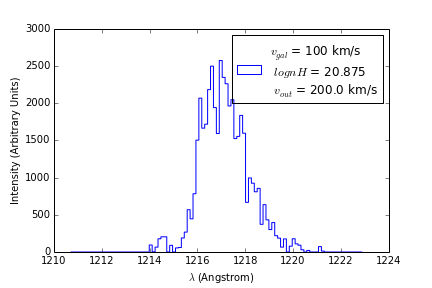 3000
2500
2000
1500
1000
500
0
Intensity (Arbitrary Units)
v_gal = 100 km/s
lognH = 20.875
v_out = 200.0 km/s
1210 1212 1214 1216 1218 1220 1222 1224
λ (Angstrom)